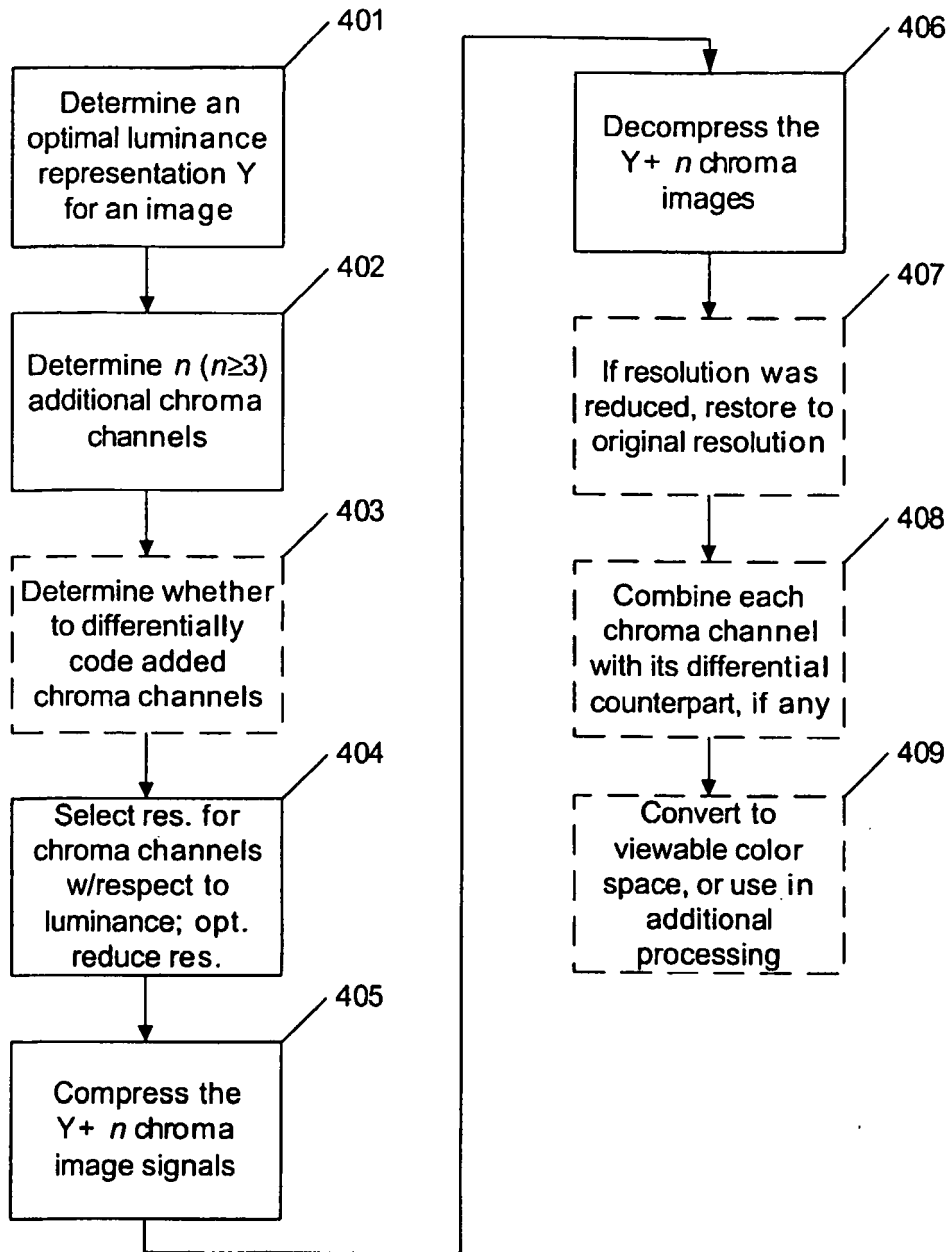 401
Determine an
optimal luminance
representation Y
for an image
402
Determine n (n≥3)
additional chroma
channels
403
Determine whether
to differentially
code added
chroma channels
404
Select res. for
chroma channels
w/respect to
luminance; opt.
reduce res.
405
Compress the
Y+ n chroma
image signals
406
Decompress the
Y+ n chroma
images
407
If resolution was
reduced, restore to
original resolution
408
Combine each
chroma channel
with its differential
counterpart, if any
409
Convert to
viewable color
space, or use in
additional
processing